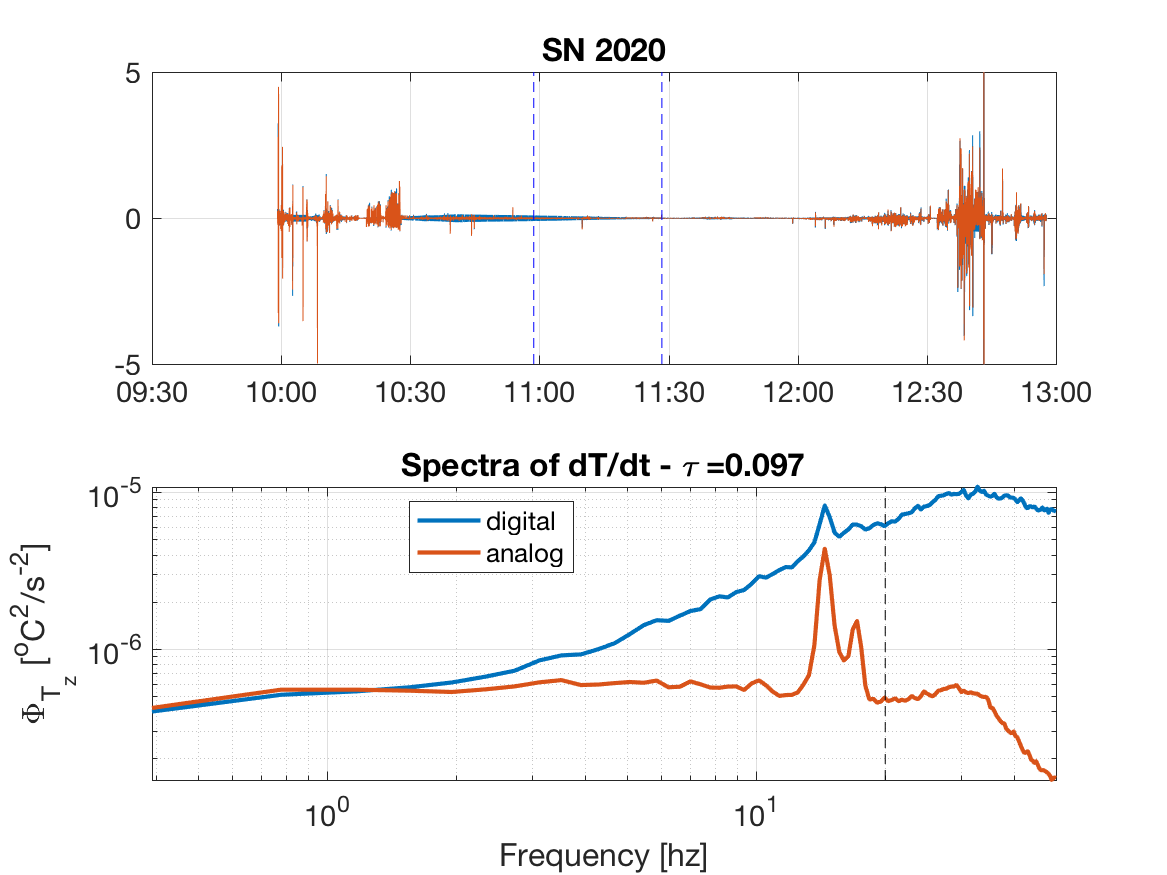 SN 2020
5
0
-5
09:30 10:00 10:30 11:00 11:30 12:00 12:30 13:00
Spectra of dT/dt - τ =0.097
10^-5
digital
analog
10^-6
Φ_T_z [°C^2/s^-2]
10^0 10^1
Frequency [hz]